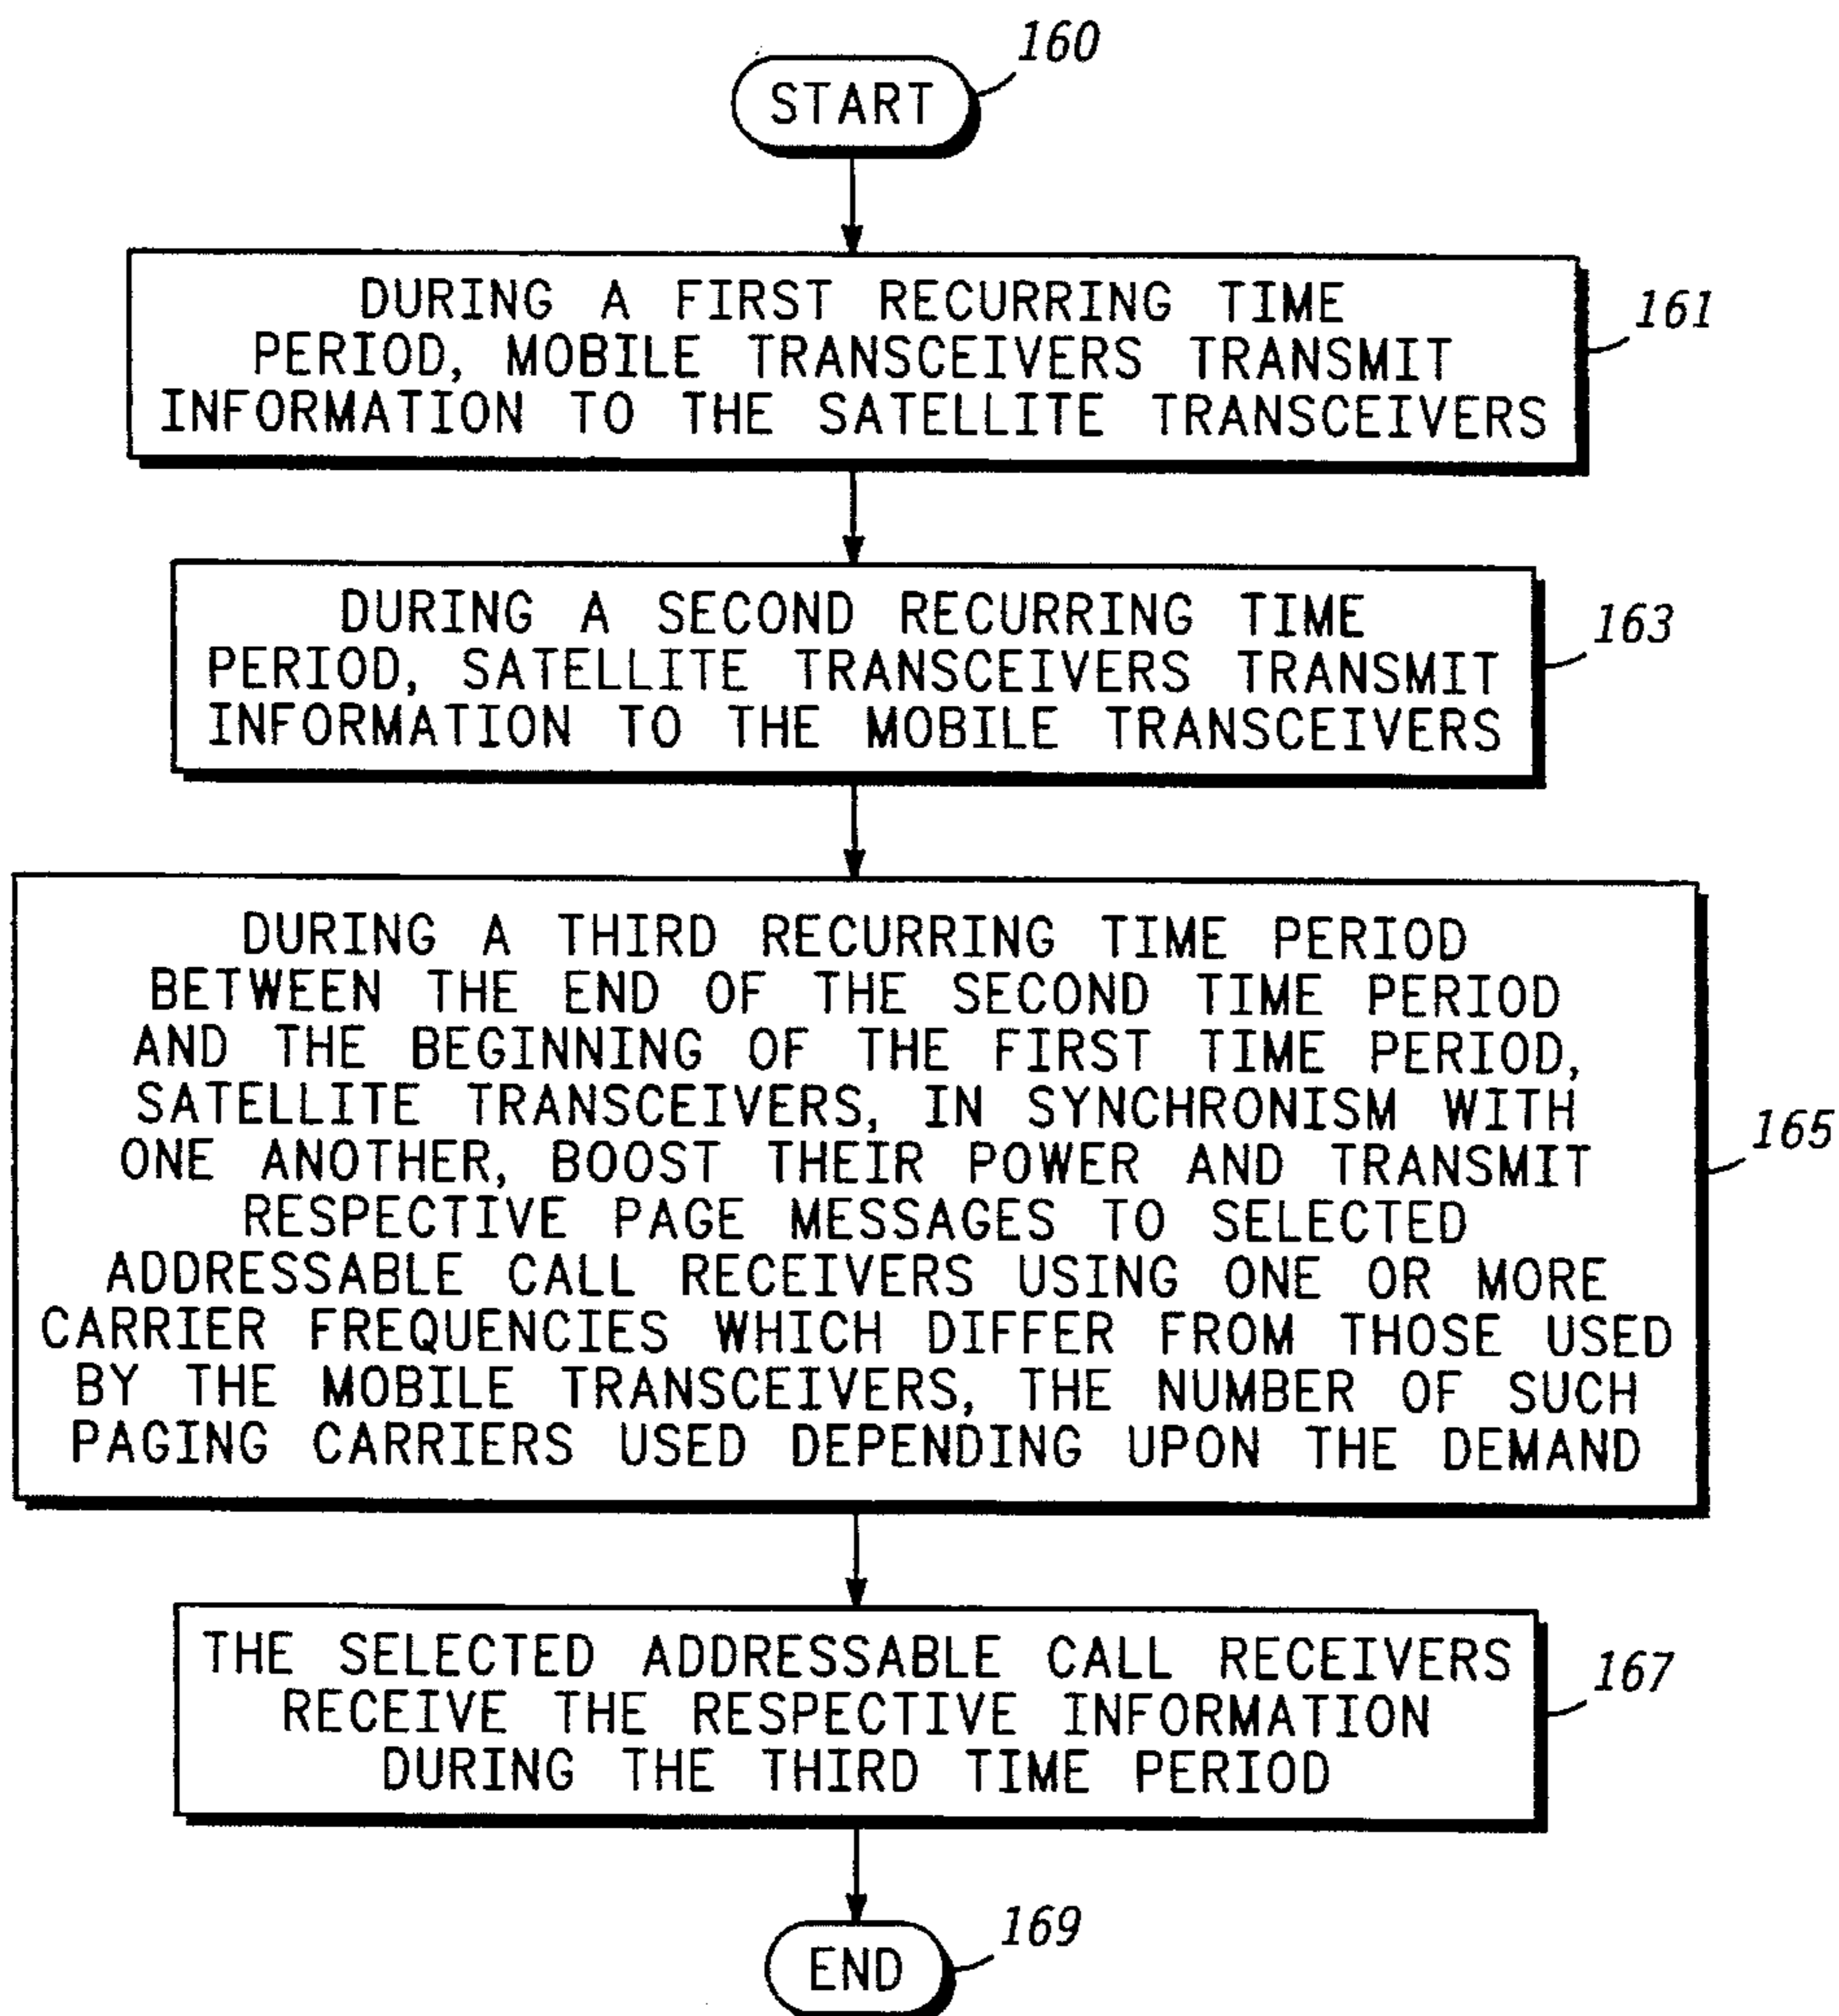 160
START
DURING A FIRST RECURRING TIME
PERIOD, MOBILE TRANSCEIVERS TRANSMIT
INFORMATION TO THE SATELLITE TRANSCEIVERS
161
DURING A SECOND RECURRING TIME
PERIOD, SATELLITE TRANSCEIVERS TRANSMIT
INFORMATION TO THE MOBILE TRANSCEIVERS
163
DURING A THIRD RECURRING TIME PERIOD
BETWEEN THE END OF THE SECOND TIME PERIOD
AND THE BEGINNING OF THE FIRST TIME PERIOD,
SATELLITE TRANSCEIVERS, IN SYNCHRONISM WITH
ONE ANOTHER, BOOST THEIR POWER AND TRANSMIT
RESPECTIVE PAGE MESSAGES TO SELECTED
ADDRESSABLE CALL RECEIVERS USING ONE OR MORE
CARRIER FREQUENCIES WHICH DIFFER FROM THOSE USED
BY THE MOBILE TRANSCEIVERS, THE NUMBER OF SUCH
PAGING CARRIERS USED DEPENDING UPON THE DEMAND
165
THE SELECTED ADDRESSABLE CALL RECEIVERS
RECEIVE THE RESPECTIVE INFORMATION
DURING THE THIRD TIME PERIOD
167
169
END